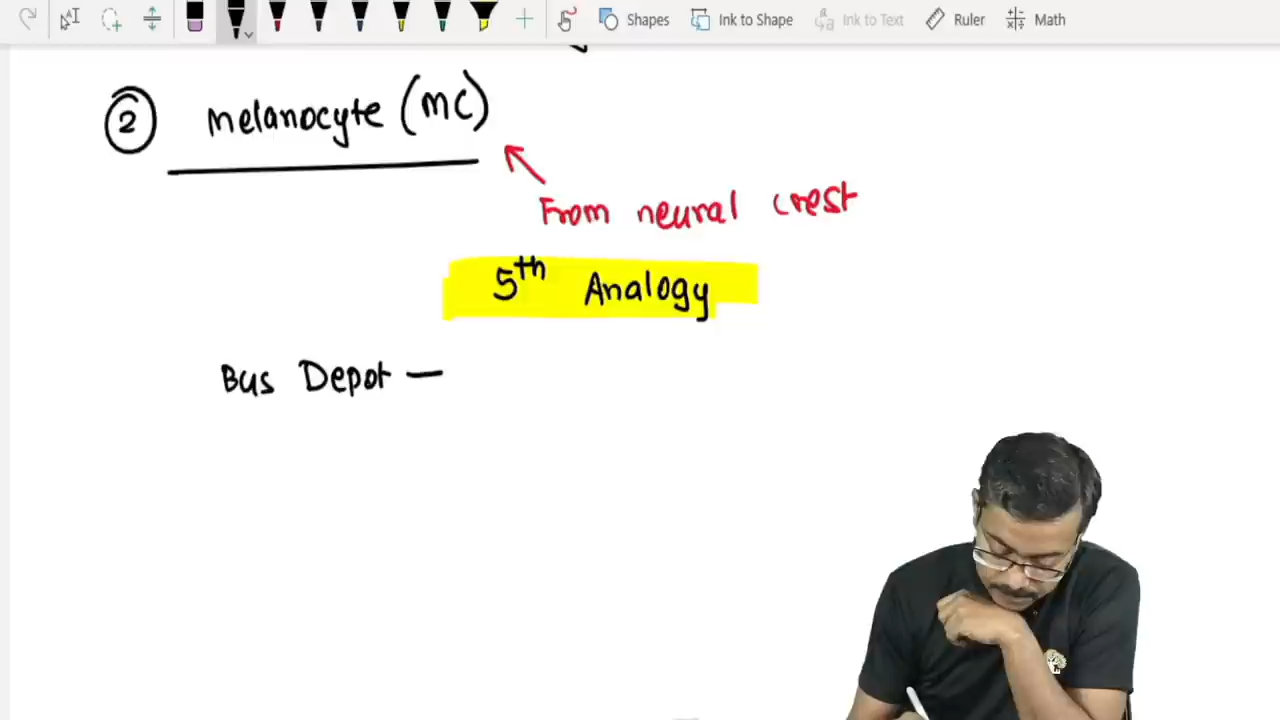 Shapes Ink to Shape Ink to Text Ruler Math
2 melanocyte (MC)
From neural crest
5th Analogy
Bus Depot —